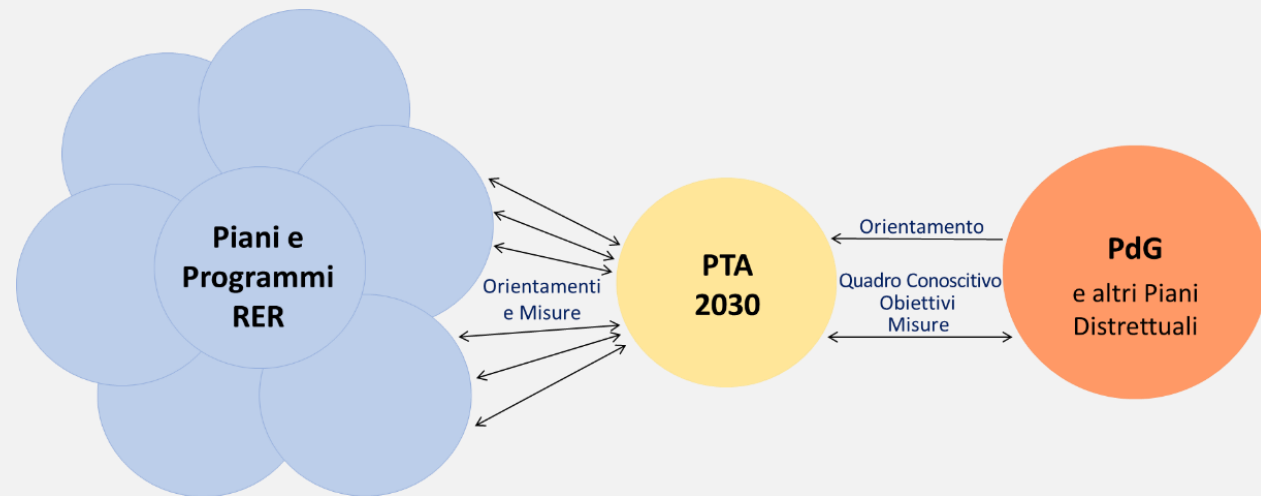 Piani e
Programmi
RER
Orientamenti
e Misure
PTA
2030
Orientamento
Quadro Conoscitivo
Obiettivi
Misure
PdG
e altri Piani
Distrettuali